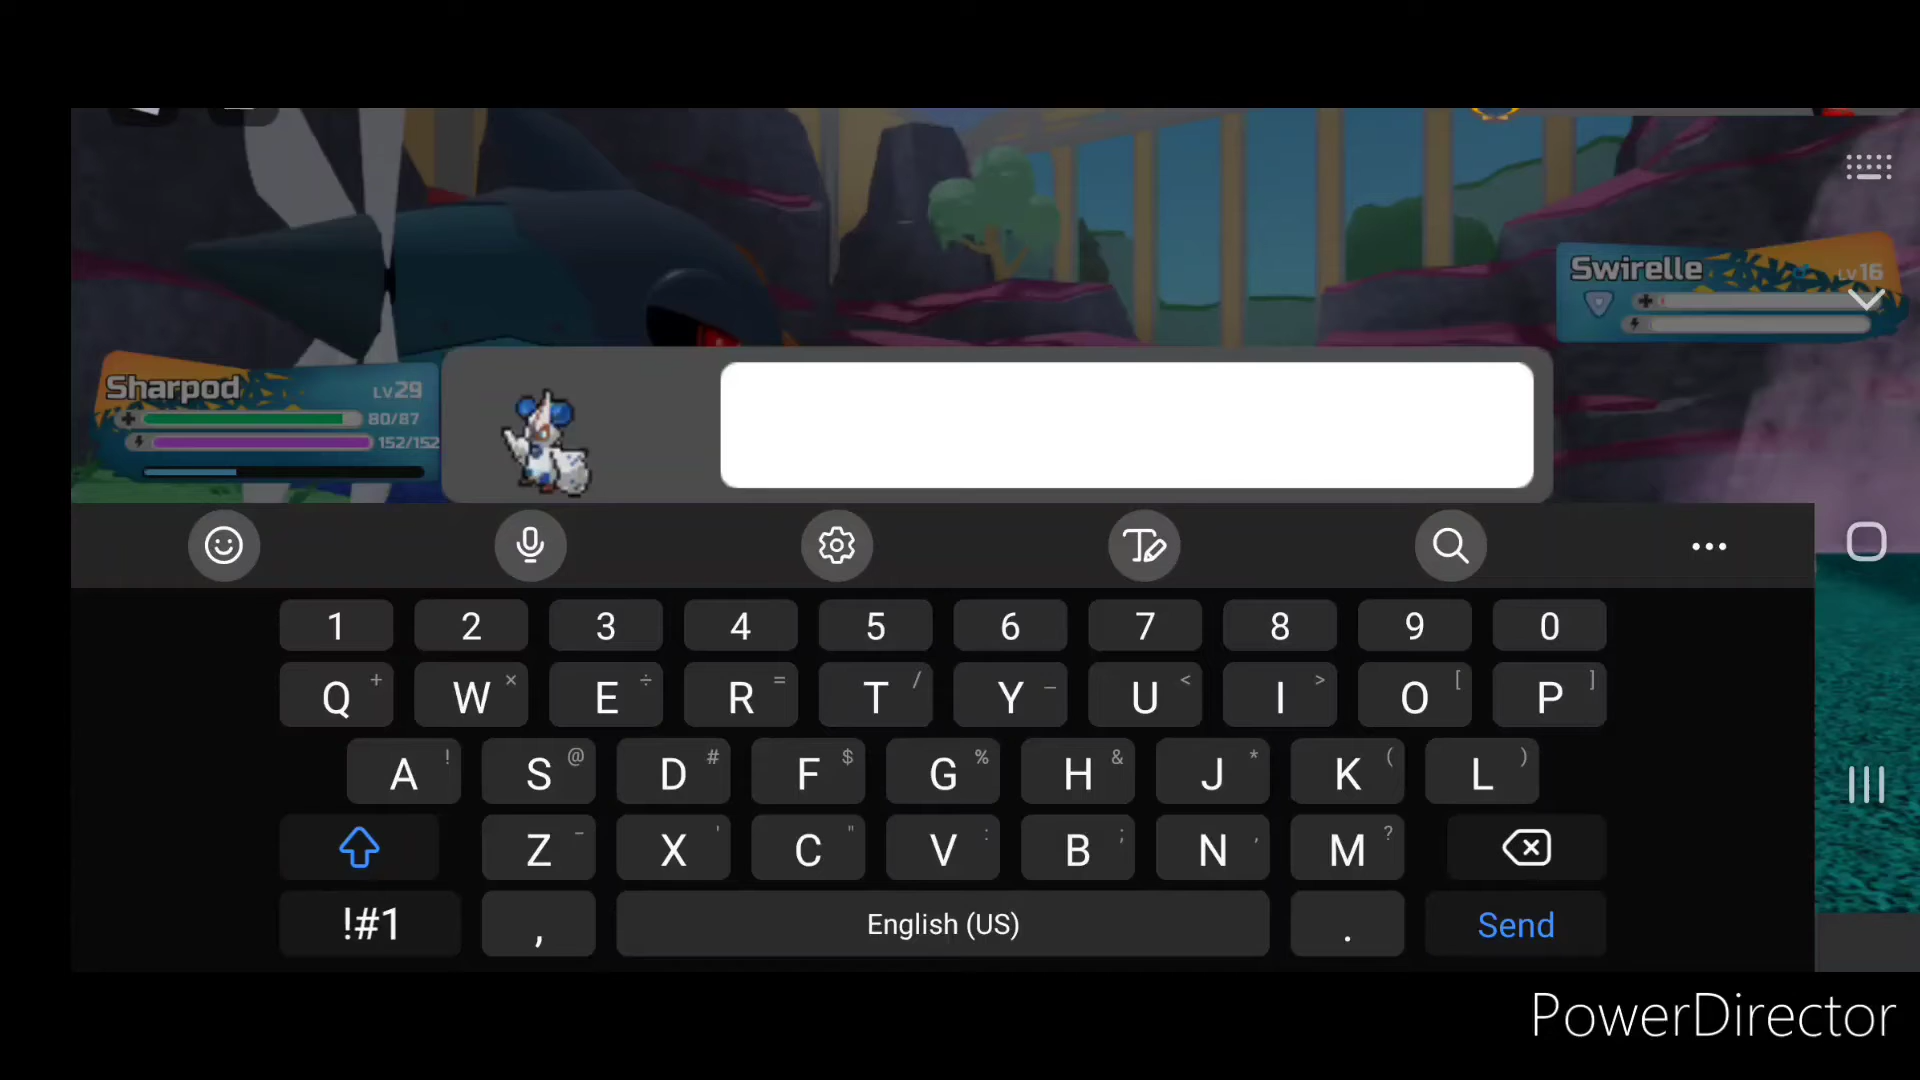 Swirelle LV16
Sharpod LV29
80/87
152/152
1 2 3 4 5 6 7 8 9 0
Q + W × E ÷ R = T / Y _ U < I > O [ P ]
A ! S @ D # F $ G % H & J * K ( L )
Z - X ' C " V : B ; N , M ?
!#1 , English (US) . Send
PowerDirector